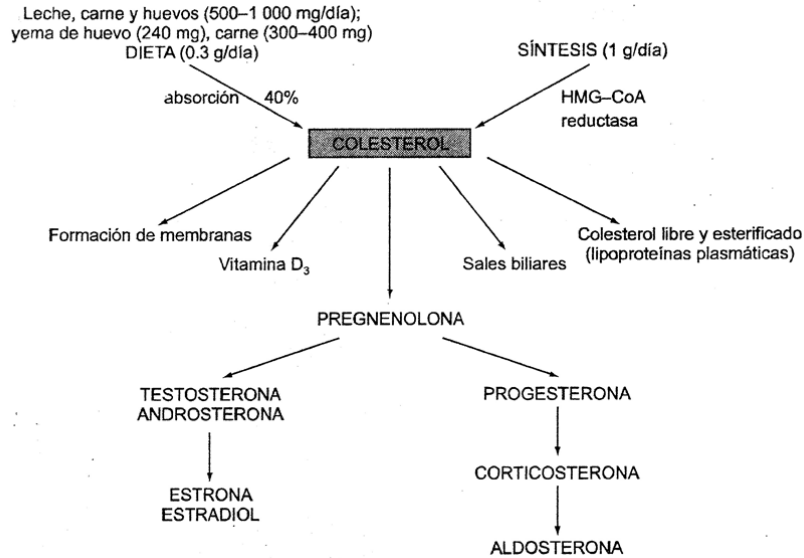 Leche, carne y huevos (500–1 000 mg/día);
yema de huevo (240 mg), carne (300–400 mg)
DIETA (0.3 g/día)
SÍNTESIS (1 g/día)
absorción 40%
HMG–CoA
reductasa
COLESTEROL
Formación de membranas
Vitamina D₃
Sales biliares
Colesterol libre y esterificado
(lipoproteínas plasmáticas)
PREGNENOLONA
TESTOSTERONA
ANDROSTERONA
PROGESTERONA
ESTRONA
ESTRADIOL
CORTICOSTERONA
ALDOSTERONA